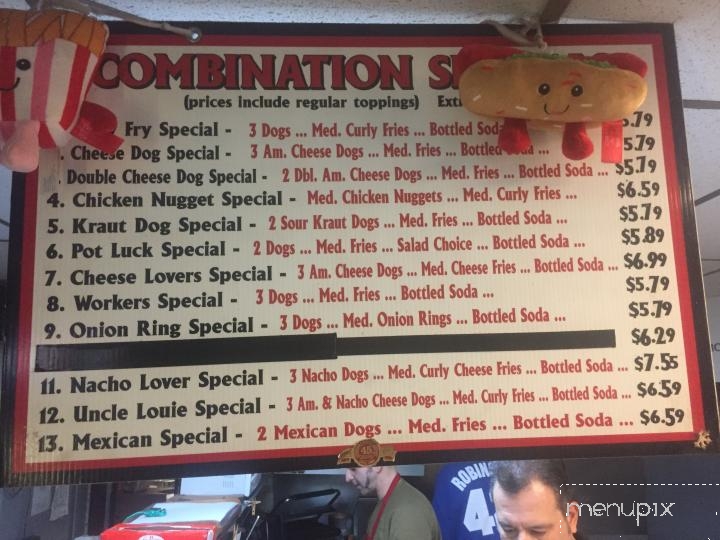 COMBINATION
(prices include regular toppings)
Fry Special - 3 Dogs ... Med. Curly Fries ... Bottled Soda .79
. Cheese Dog Special - 3 Am. Cheese Dogs ... Med. Fries ... 5.79
Double Cheese Dog Special - 2 Dbl. Am. Cheese Dogs ... Med. Fries ... Bottled Soda ... $5.79
4. Chicken Nugget Special - Med. Chicken Nuggets ... Med. Curly Fries ... $6.59
5. Kraut Dog Special - 2 Sour Kraut Dogs ... Med. Fries ... Bottled Soda ... $5.79
6. Pot Luck Special - 2 Dogs ... Med. Fries ... Salad Choice ... Bottled Soda ... $5.89
7. Cheese Lovers Special - 3 Am. Cheese Dogs ... Med. Cheese Fries ... Bottled Soda ... $6.99
8. Workers Special - 3 Dogs ... Med. Fries ... Bottled Soda ... $5.79
9. Onion Ring Special - 3 Dogs ... Med. Onion Rings ... Bottled Soda ... $5.79
$6.29
11. Nacho Lover Special - 3 Nacho Dogs ... Med. Curly Cheese Fries ... Bottled Soda ... $7.55
12. Uncle Louie Special - 3 Am. & Nacho Cheese Dogs ... Med. Curly Fries ... Bottled Soda ... $6.59
13. Mexican Special - 2 Mexican Dogs ... Med. Fries ... Bottled Soda ... $6.59
45
ROBIN
4
menupix